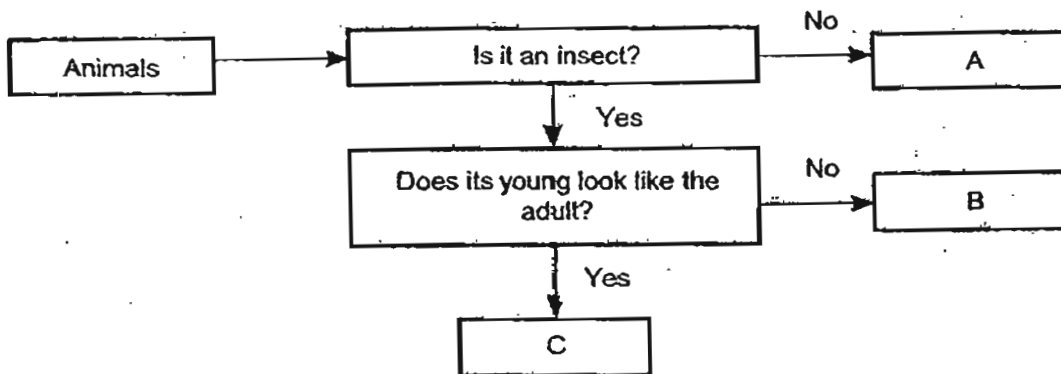 Animals
Is it an insect?
No
A
Yes
Does its young look like the
adult?
No
B
Yes
C